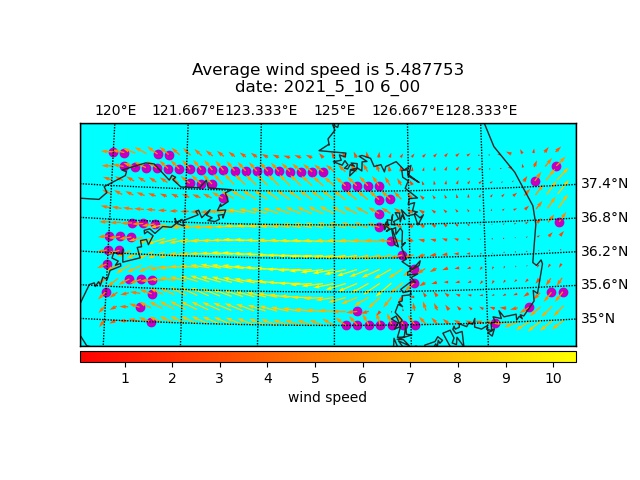 Average wind speed is 5.487753
date: 2021_5_10 6_00
120°E 121.667°E 123.333°E 125°E 126.667°E 128.333°E
37.4°N
36.8°N
36.2°N
35.6°N
35°N
1 2 3 4 5 6 7 8 9 10
wind speed